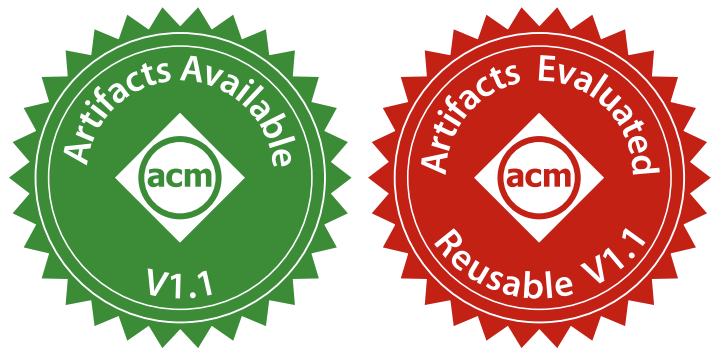 Artifacts Available
acm
V1.1
Artifacts Evaluated
acm
Reusable V1.1